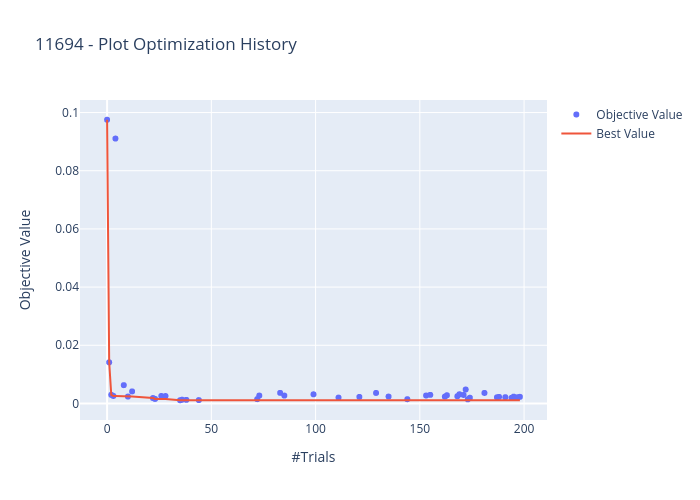 11694 - Plot Optimization History
Objective Value
Best Value
0.1
0.08
0.06
0.04
0.02
0
Objective Value
0
50
100
150
200
#Trials